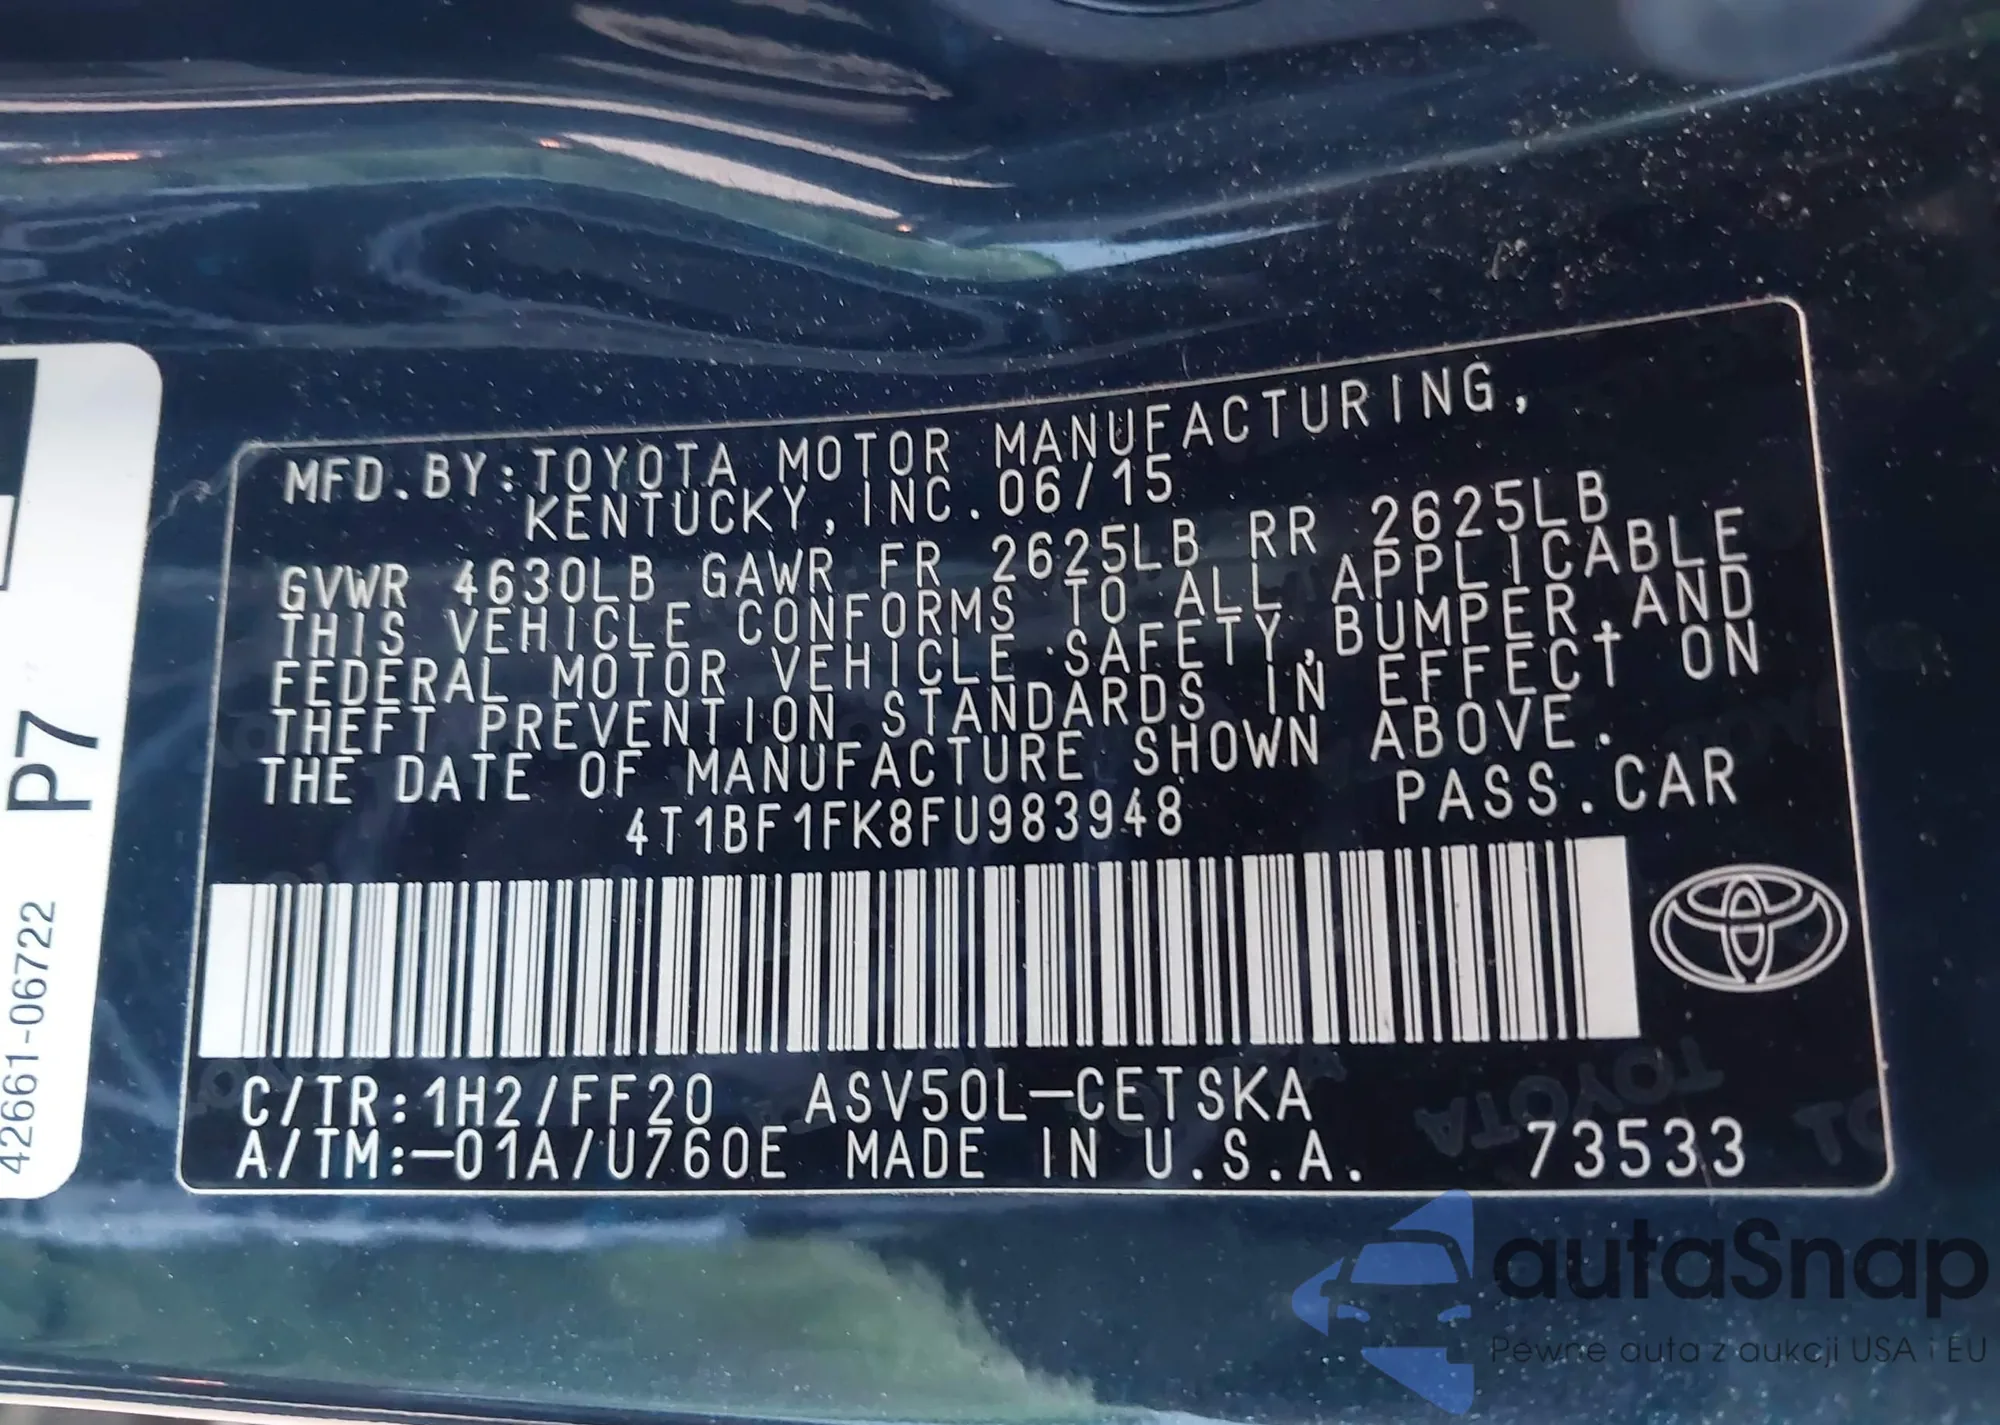 MFD.BY:TOYOTA MOTOR MANUFACTURING,
KENTUCKY, INC. 06/15
GVWR 4630LB GAWR FR 2625LB RR 2625LB
THIS VEHICLE CONFORMS TO ALL APPLICABLE
FEDERAL MOTOR VEHICLE SAFETY, BUMPER, AND
THEFT PREVENTION STANDARDS IN EFFECT ON
THE DATE OF MANUFACTURE SHOWN ABOVE.
4T1BF1FK8FU983948 PASS.CAR
C/TR:1H2/FF20 ASV50L-CETSKA
A/TM:-01A/U760E MADE IN U.S.A. 73533
P7
42661-06722
TOYOTA
autaSnap
Pewne auta z aukcji USA i EU